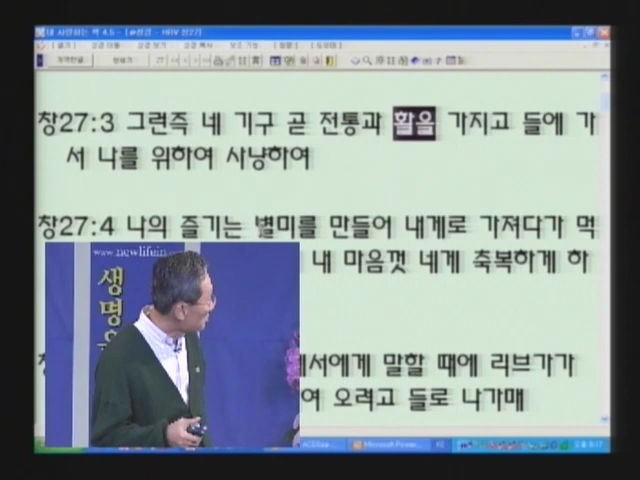 창27:3 그런즉 네 기구 곧 전통과 활을 가지고 들에 가
서 나를 위하여 사냥하여
창27:4 나의 즐기는 별미를 만들어 내게로 가져다가 먹
내 마음껏 네게 축복하게 하
에서에게 말할 때에 리브가가
여 오려고 들로 나가매
www.newlifein
생명